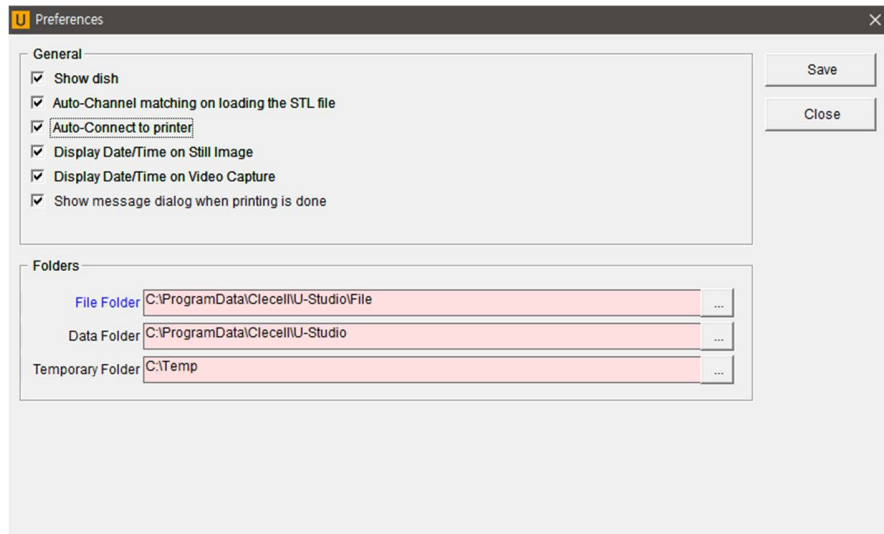 U Preferences
General
Show dish
Auto-Channel matching on loading the STL file
Auto-Connect to printer
Display Date/Time on Still Image
Display Date/Time on Video Capture
Show message dialog when printing is done
Save
Close
Folders
File Folder C:\ProgramData\Clecell\U-Studio\File ...
Data Folder C:\ProgramData\Clecell\U-Studio ...
Temporary Folder C:\Temp ...